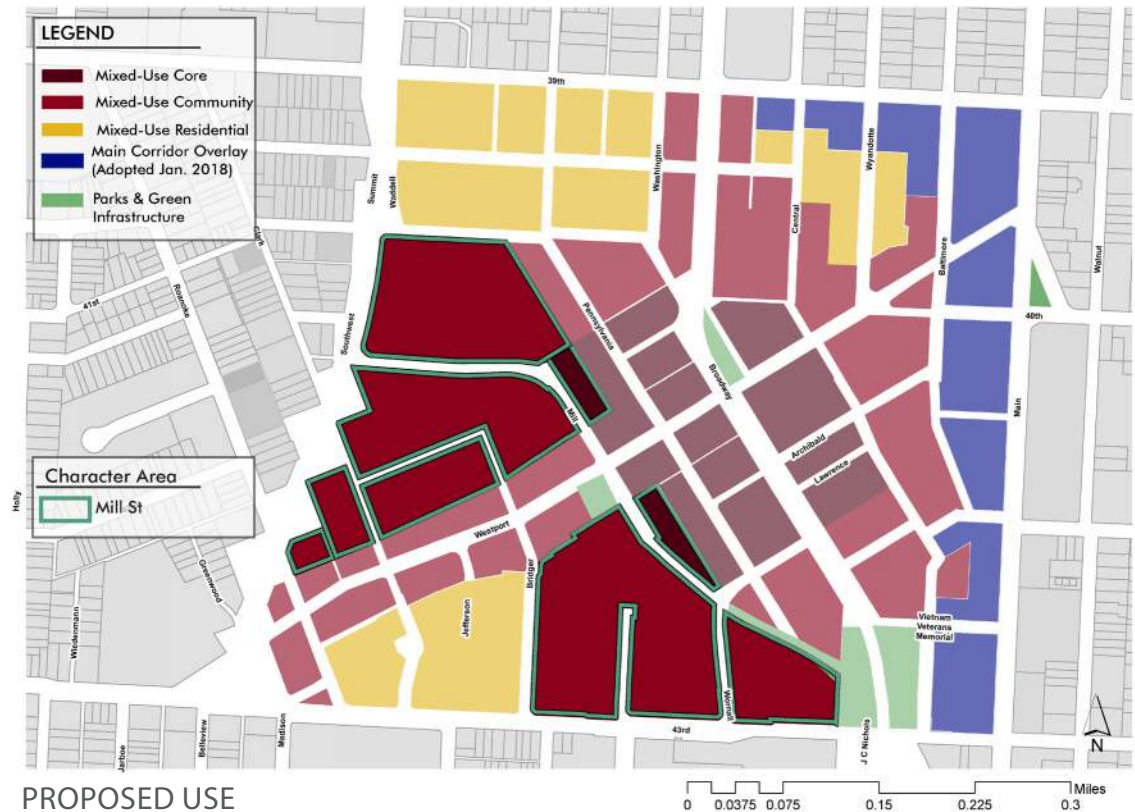 LEGEND
Mixed-Use Core
Mixed-Use Community
Mixed-Use Residential
Main Corridor Overlay
(Adopted Jan. 2018)
Parks & Green
Infrastructure
39th
Summit
Waddell
Washington
Central
Wyandotte
Baltimore
Walnut
Clark
Roanoke
41st
Southwest
Pennsylvania
Broadway
40th
Main
Mill
Archibald
Lawrence
Character Area
Mill St
Holly
Westport
Greenwood
Bridger
Jefferson
Wiedenmann
Vietnam
Veterans
Memorial
Wornall
Madison
Belleview
Jarboe
43rd
J C Nichols
N
PROPOSED USE
Miles
0 0.0375 0.075 0.15 0.225 0.3